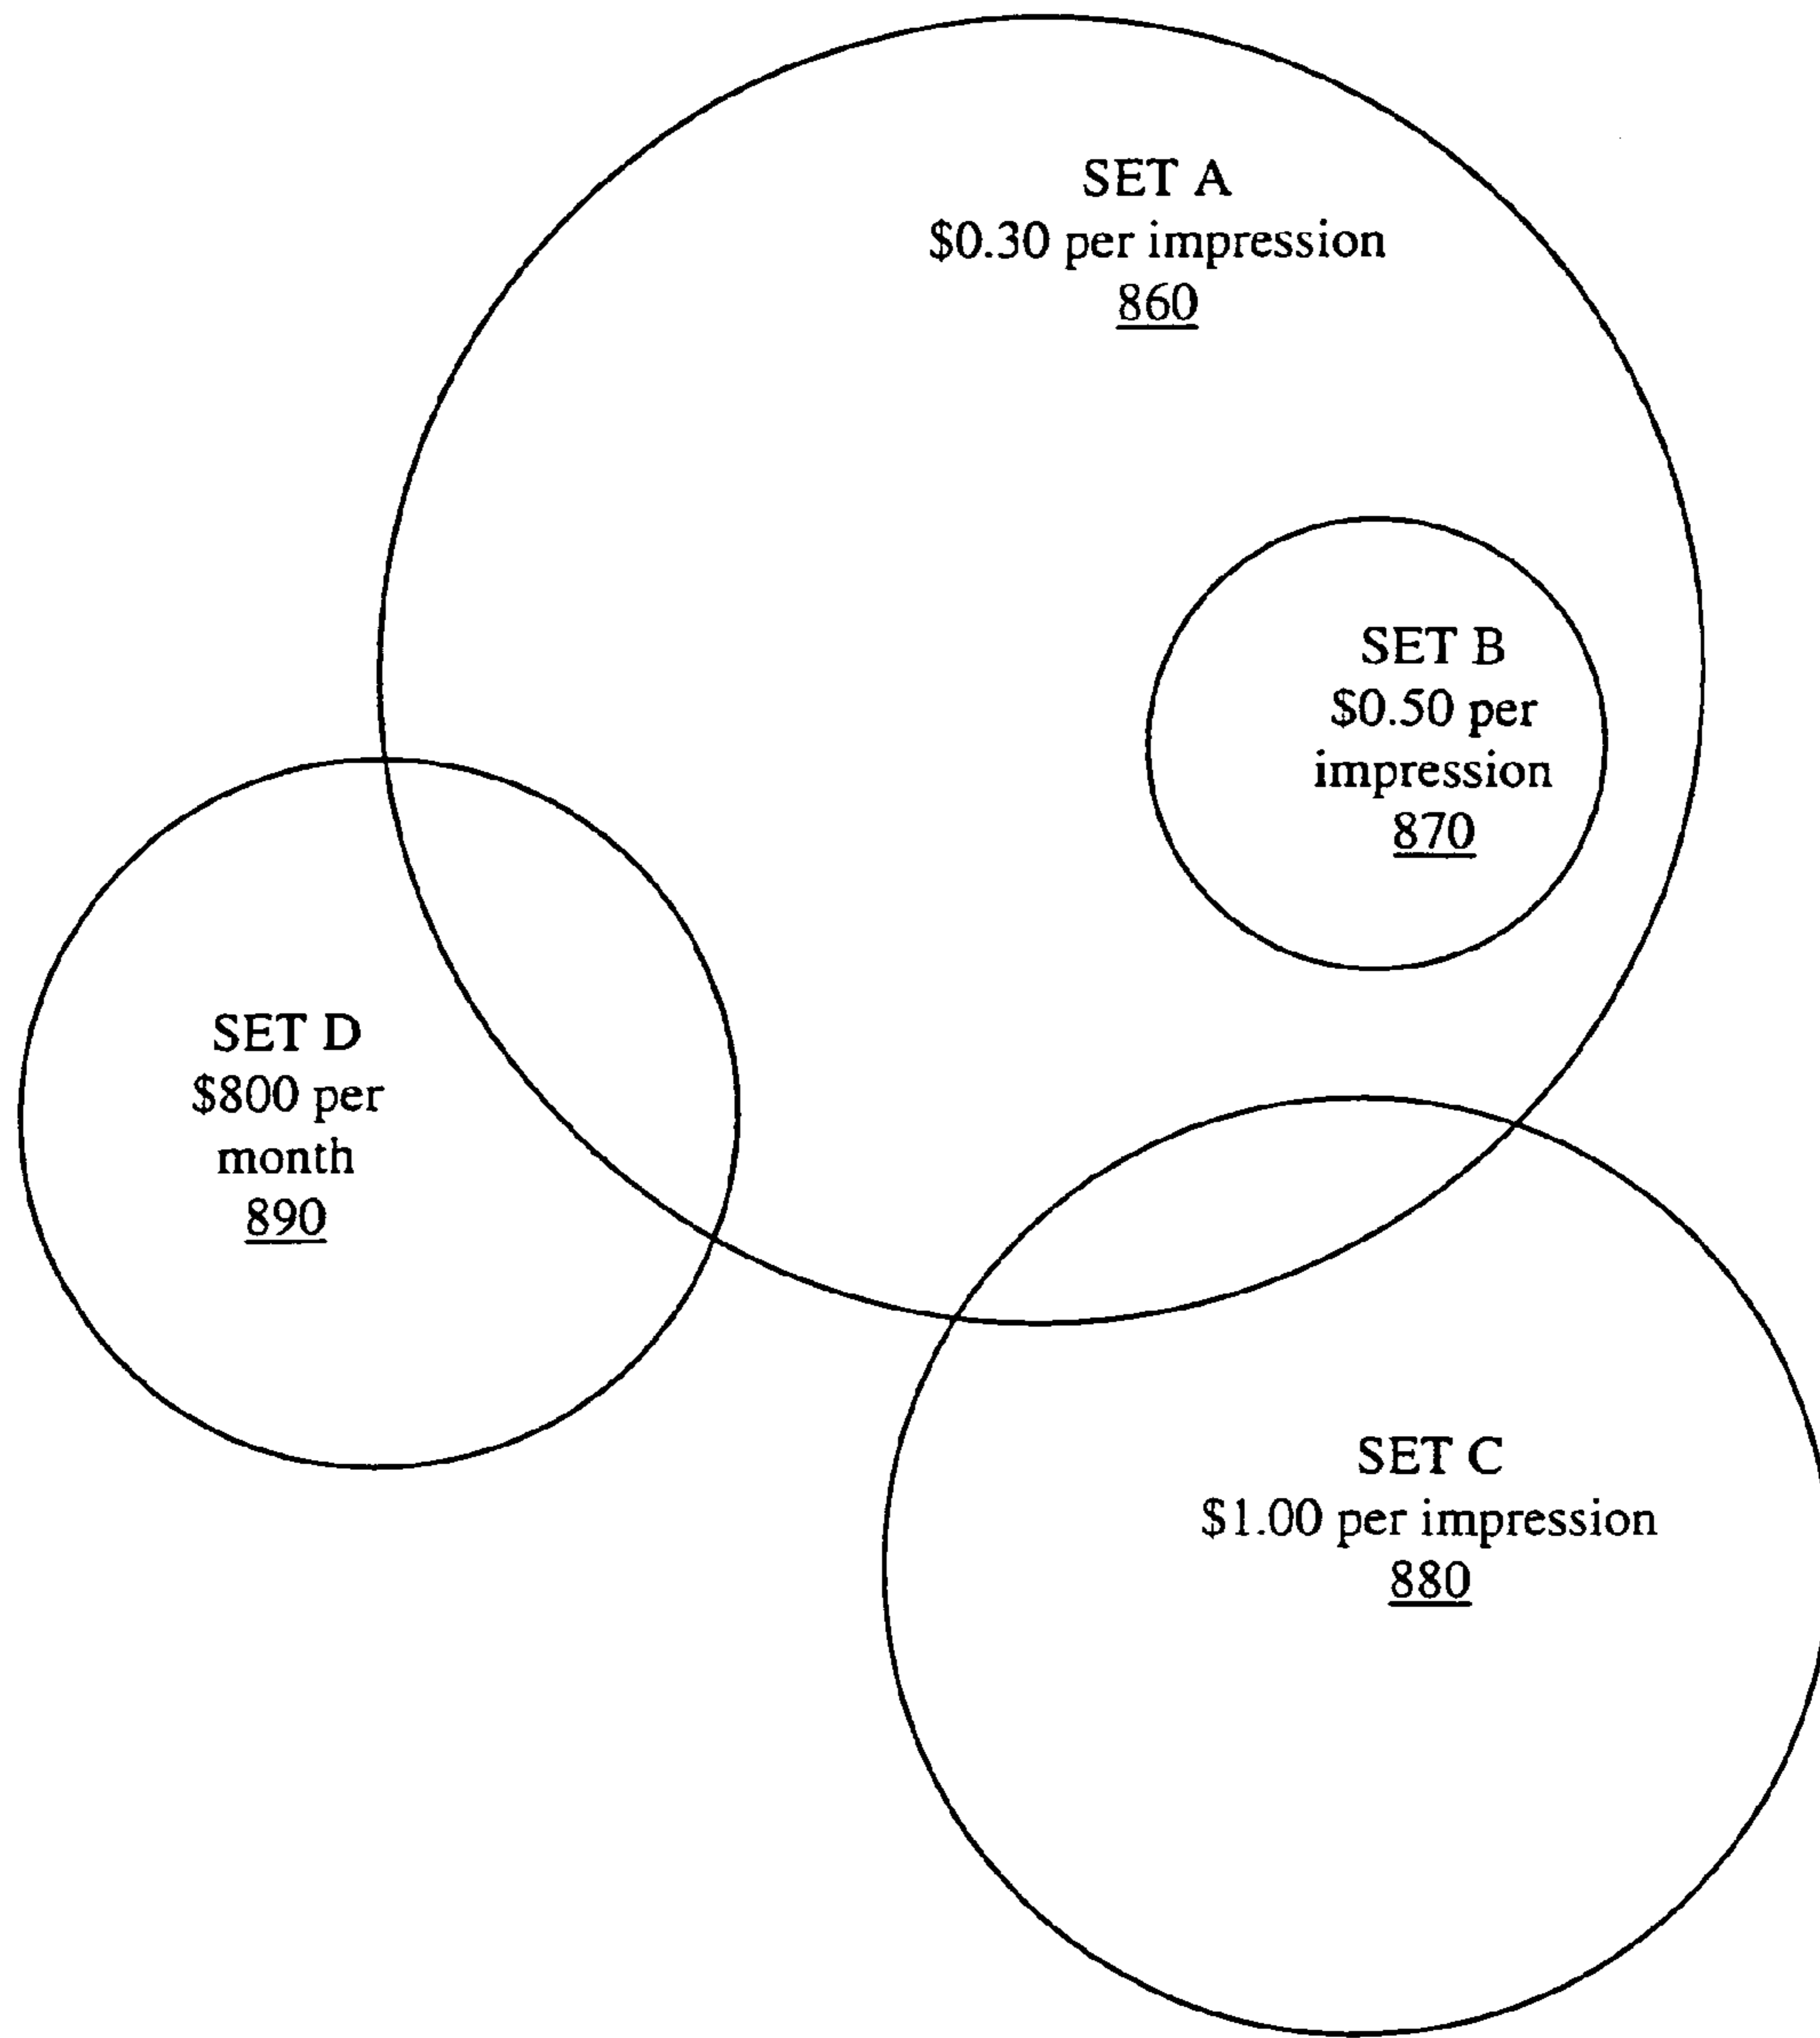 SET A
$0.30 per impression
860
SET B
$0.50 per
impression
870
SET D
$800 per
month
890
SET C
$1.00 per impression
880